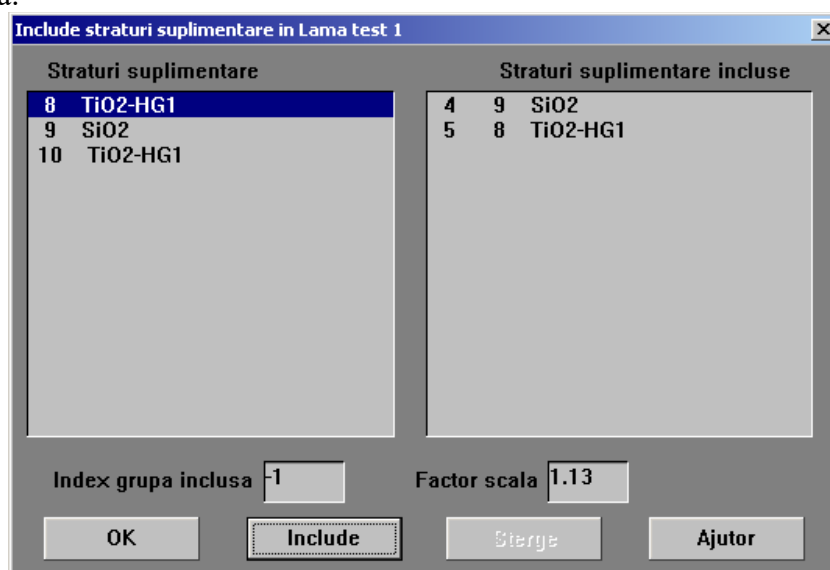 a.
Include straturi suplimentare in Lama test 1
Straturi suplimentare
8 TiO2-HG1
9 SiO2
10 TiO2-HG1
Straturi suplimentare incluse
4 9 SiO2
5 8 TiO2-HG1
Index grupa inclusa -1
Factor scala 1.13
OK Include Sterge Ajutor